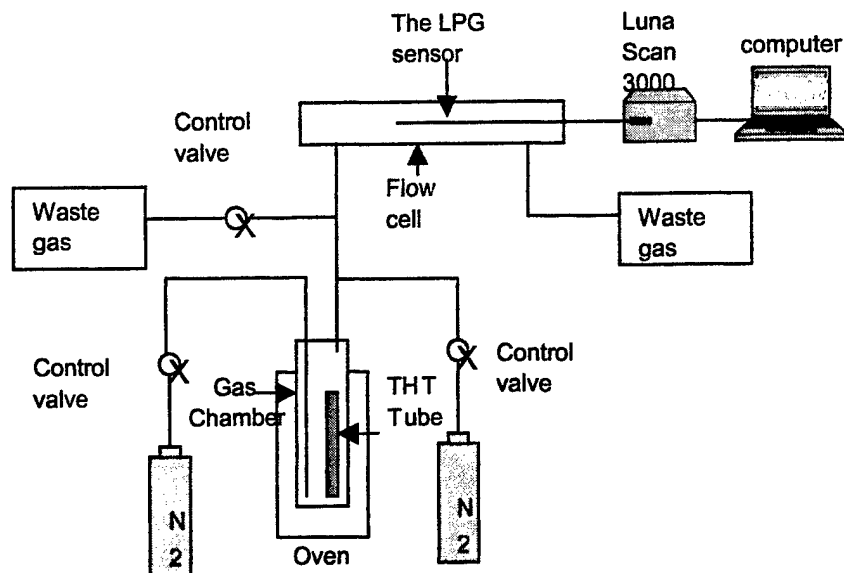 The LPG
sensor
Luna
Scan
3000
computer
Control
valve
Flow
cell
Waste
gas
Waste
gas
Control
valve
Gas
Chamber
THT
Tube
Control
valve
N
2
N
2
Oven